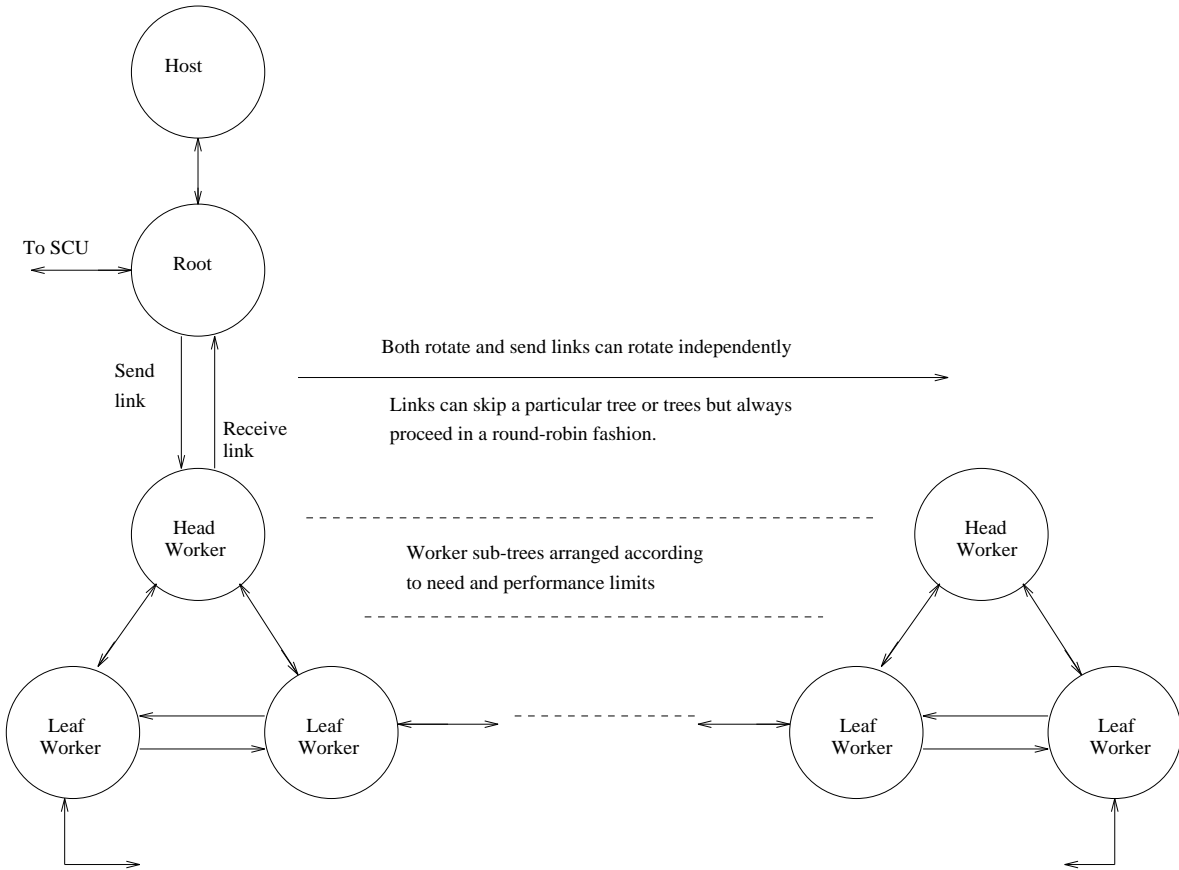 Host
To SCU
Root
Both rotate and send links can rotate independently
Send
link
Links can skip a particular tree or trees but always
proceed in a round-robin fashion.
Receive
link
Head
Worker
Head
Worker
Worker sub-trees arranged according
to need and performance limits
Leaf
Worker
Leaf
Worker
Leaf
Worker
Leaf
Worker